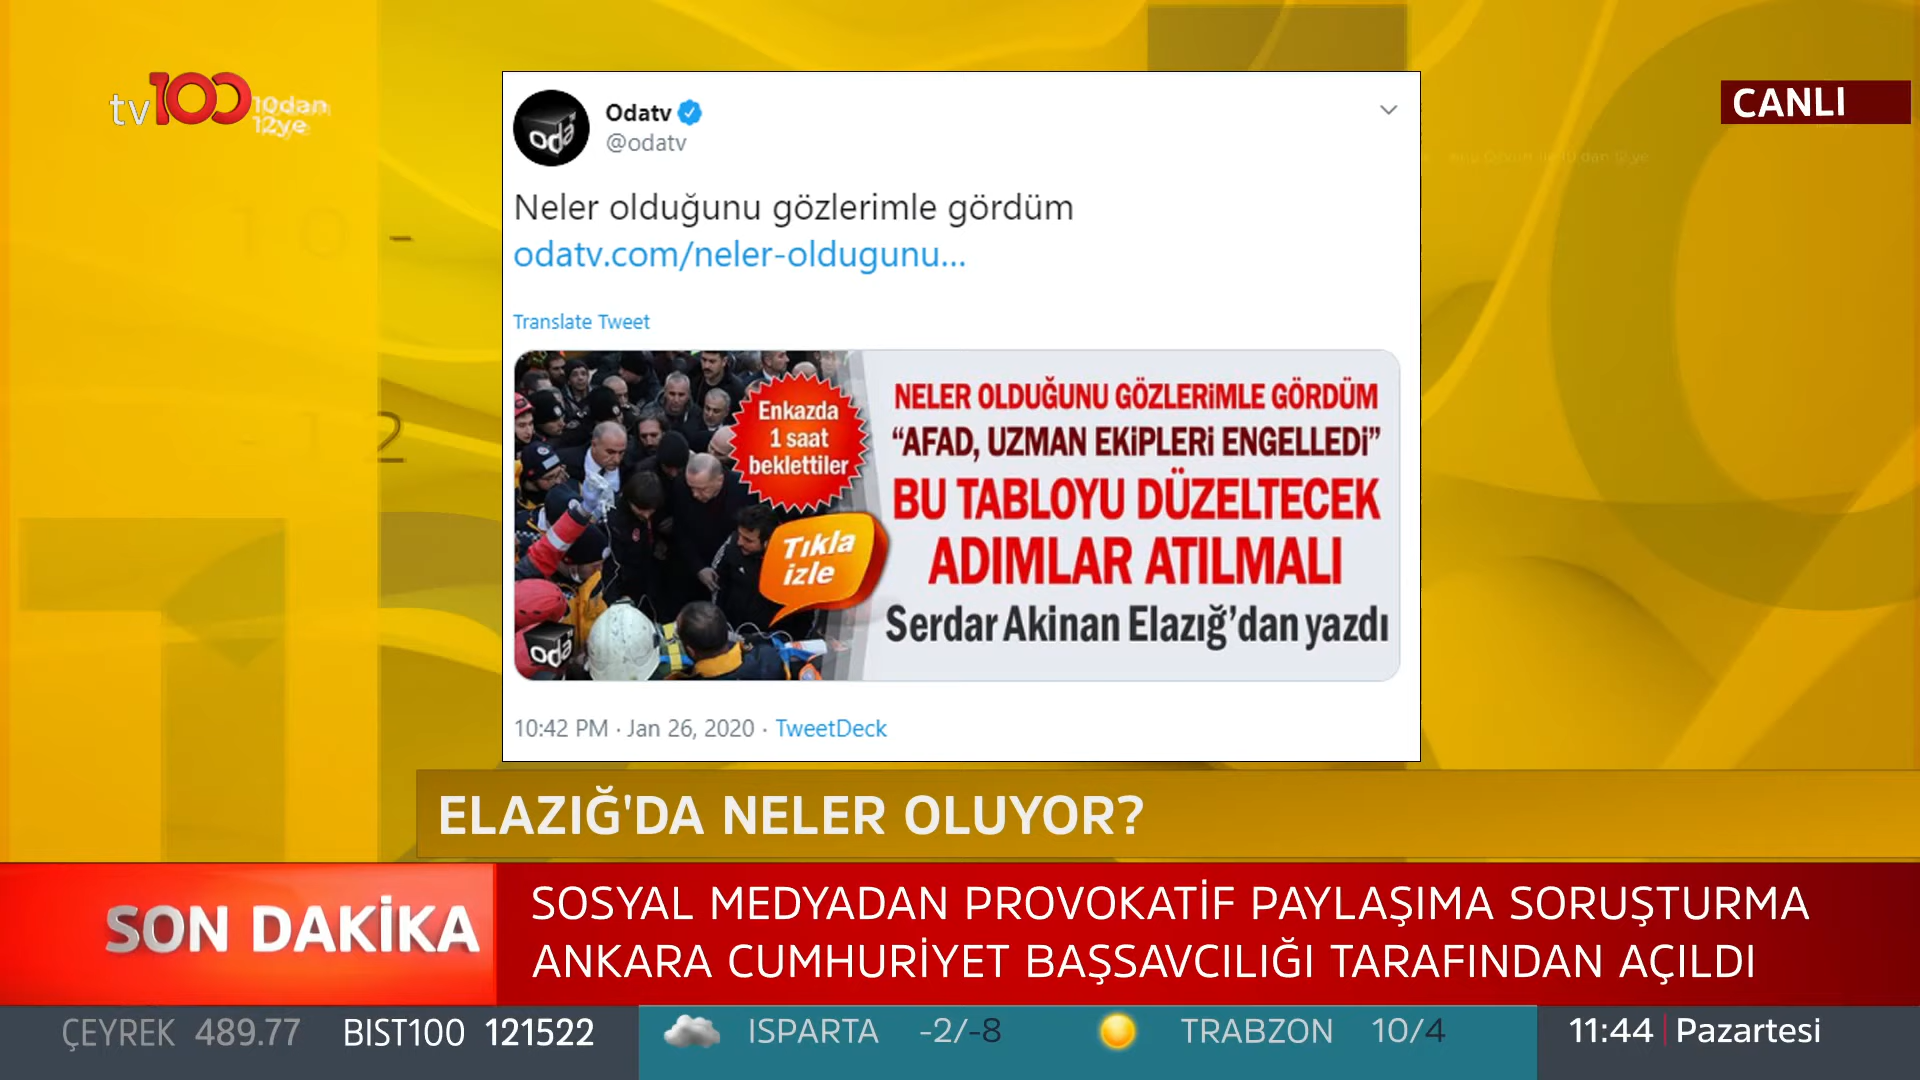 tv100 10dan
12ye
CANLI
Odatv
@odatv
Neler olduğunu gözlerimle gördüm
odatv.com/neler-oldugunu...
Translate Tweet
Enkazda
1 saat
beklettiler
Tıkla
izle
oda
NELER OLDUĞUNU GÖZLERİMLE GÖRDÜM
“AFAD, UZMAN EKİPLERİ ENGELLEDİ”
BU TABLOYU DÜZELTECEK
ADIMLAR ATILMALI
Serdar Akinan Elazığ’dan yazdı
10:42 PM · Jan 26, 2020 · TweetDeck
ELAZIĞ'DA NELER OLUYOR?
SON DAKİKA
SOSYAL MEDYADAN PROVOKATİF PAYLAŞIMA SORUŞTURMA
ANKARA CUMHURİYET BAŞSAVCILIĞI TARAFINDAN AÇILDI
ÇEYREK 489.77 BIST100 121522 ISPARTA -2/-8 TRABZON 10/4 11:44 Pazartesi